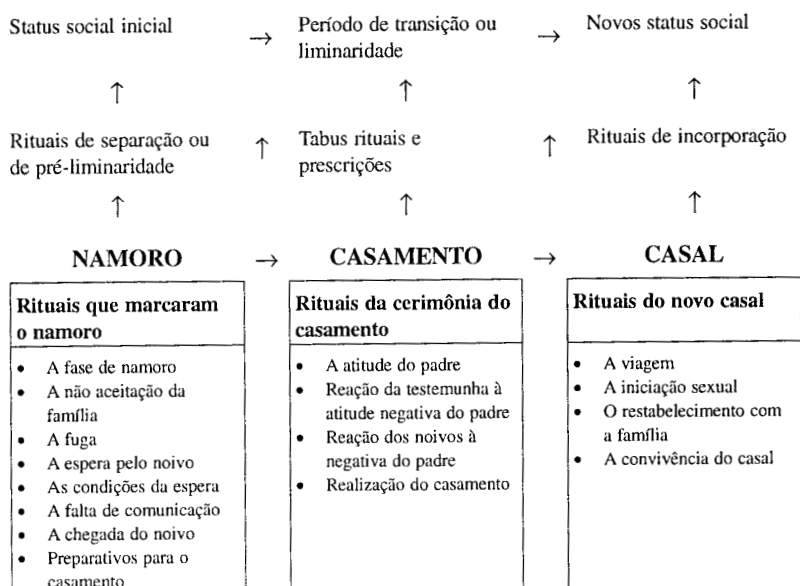 Status social inicial → Período de transição ou → Novos status social
liminaridade
↑ ↑ ↑
Rituais de separação ou ↑ Tabus rituais e ↑ Rituais de incorporação
de pré-liminaridade prescrições
↑ ↑ ↑
NAMORO → CASAMENTO → CASAL
Rituais que marcaram
o namoro
• A fase de namoro
• A não aceitação da
família
• A fuga
• A espera pelo noivo
• As condições da espera
• A falta de comunicação
• A chegada do noivo
• Preparativos para o
casamento
Rituais da cerimônia do
casamento
• A atitude do padre
• Reação da testemunha à
atitude negativa do padre
• Reação dos noivos à
negativa do padre
• Realização do casamento
Rituais do novo casal
• A viagem
• A iniciação sexual
• O restabelecimento com
a família
• A convivência do casal